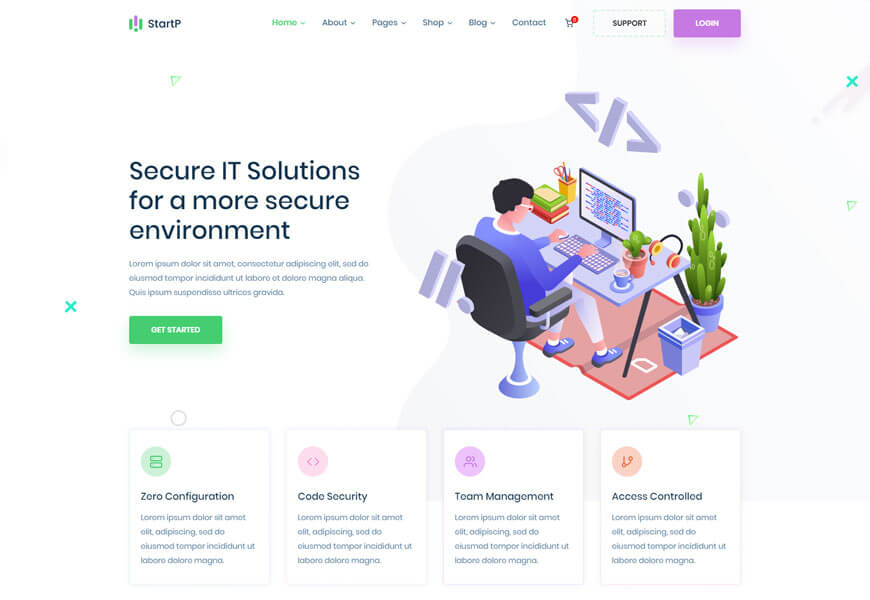 StartP
Home About Pages Shop Blog Contact 0 SUPPORT LOGIN
Secure IT Solutions
for a more secure
environment
Lorem ipsum dolor sit amet, consectetur adipiscing elit, sed do
eiusmod tempor incididunt ut labore et dolore magna aliqua.
Quis ipsum suspendisse ultrices gravida.
GET STARTED
Zero Configuration
Lorem ipsum dolor sit amet
elit, adipiscing, sed do
eiusmod tempor incididunt ut
labore dolore magna.
Code Security
Lorem ipsum dolor sit amet
elit, adipiscing, sed do
eiusmod tempor incididunt ut
labore dolore magna.
Team Management
Lorem ipsum dolor sit amet
elit, adipiscing, sed do
eiusmod tempor incididunt ut
labore dolore magna.
Access Controlled
Lorem ipsum dolor sit amet
elit, adipiscing, sed do
eiusmod tempor incididunt ut
labore dolore magna.